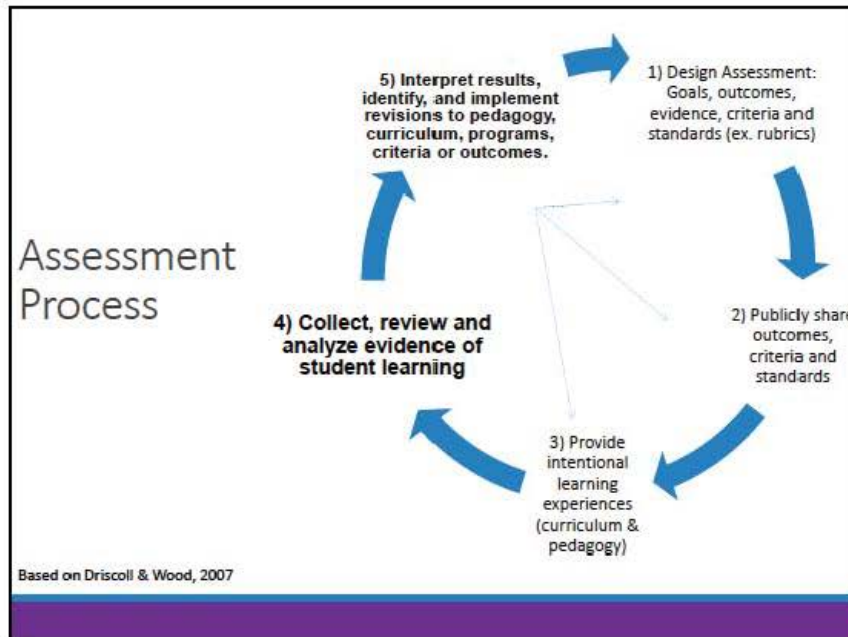 Assessment
Process
1) Design Assessment:
Goals, outcomes,
evidence, criteria and
standards (ex. rubrics)
2) Publicly share
outcomes,
criteria and
standards
3) Provide
intentional
learning
experiences
(curriculum &
pedagogy)
4) Collect, review and
analyze evidence of
student learning
5) Interpret results,
identify, and implement
revisions to pedagogy,
curriculum, programs,
criteria or outcomes.
Based on Driscoll & Wood, 2007